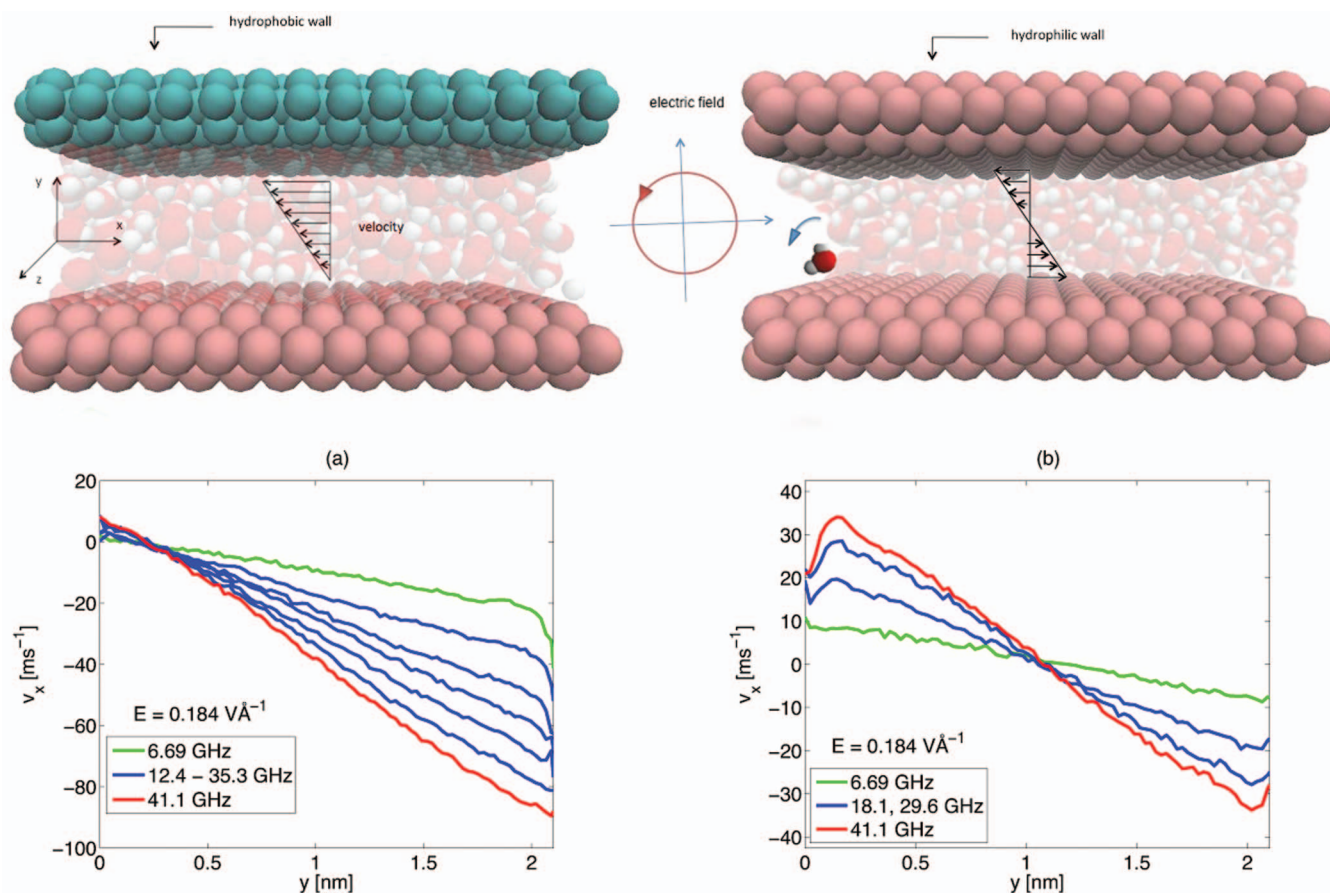 hydrophobic wall
hydrophilic wall
electric field
y
x
z
velocity
(a)
20
0
−20
−40
−60
−80
−100
v_x [ms⁻¹]
E = 0.184 VÅ⁻¹
6.69 GHz
12.4 − 35.3 GHz
41.1 GHz
0
0.5
1
1.5
2
y [nm]
(b)
40
30
20
10
0
−10
−20
−30
−40
v_x [ms⁻¹]
E = 0.184 VÅ⁻¹
6.69 GHz
18.1, 29.6 GHz
41.1 GHz
0
0.5
1
1.5
2
y [nm]